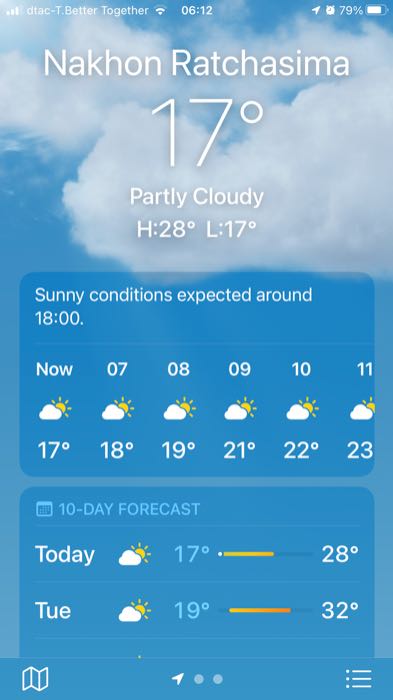 dtac-T.Better Together 06:12 79%
Nakhon Ratchasima
17°
Partly Cloudy
H:28° L:17°
Sunny conditions expected around
18:00.
Now 07 08 09 10 11
17° 18° 19° 21° 22° 23
10-DAY FORECAST
Today 17° 28°
Tue 19° 32°